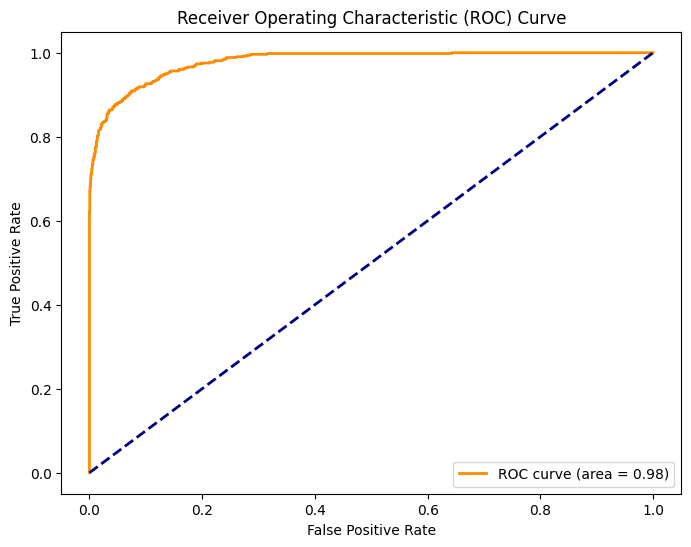 Receiver Operating Characteristic (ROC) Curve
1.0
0.8
0.6
0.4
0.2
0.0
True Positive Rate
ROC curve (area = 0.98)
0.0 0.2 0.4 0.6 0.8 1.0
False Positive Rate